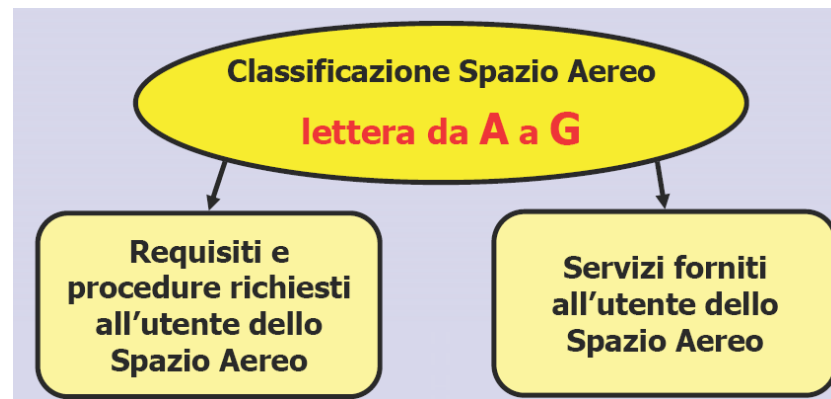 Classificazione Spazio Aereo
lettera da A a G
Requisiti e
procedure richiesti
all'utente dello
Spazio Aereo
Servizi forniti
all'utente dello
Spazio Aereo